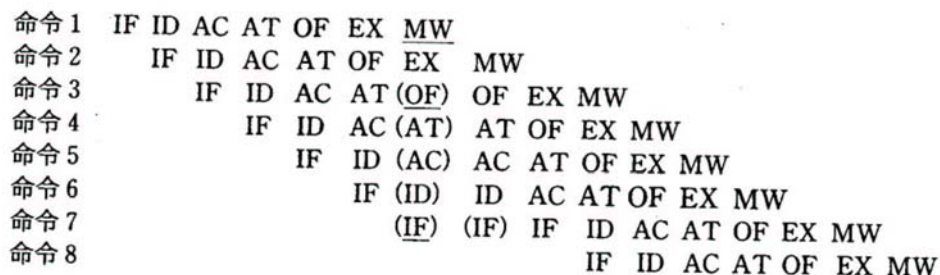 命令1 IF ID AC AT OF EX MW
命令2 IF ID AC AT OF EX MW
命令3 IF ID AC AT (OF) OF EX MW
命令4 IF ID AC (AT) AT OF EX MW
命令5 IF ID (AC) AC AT OF EX MW
命令6 IF (ID) ID AC AT OF EX MW
命令7 (IF) (IF) IF ID AC AT OF EX MW
命令8 IF ID AC AT OF EX MW